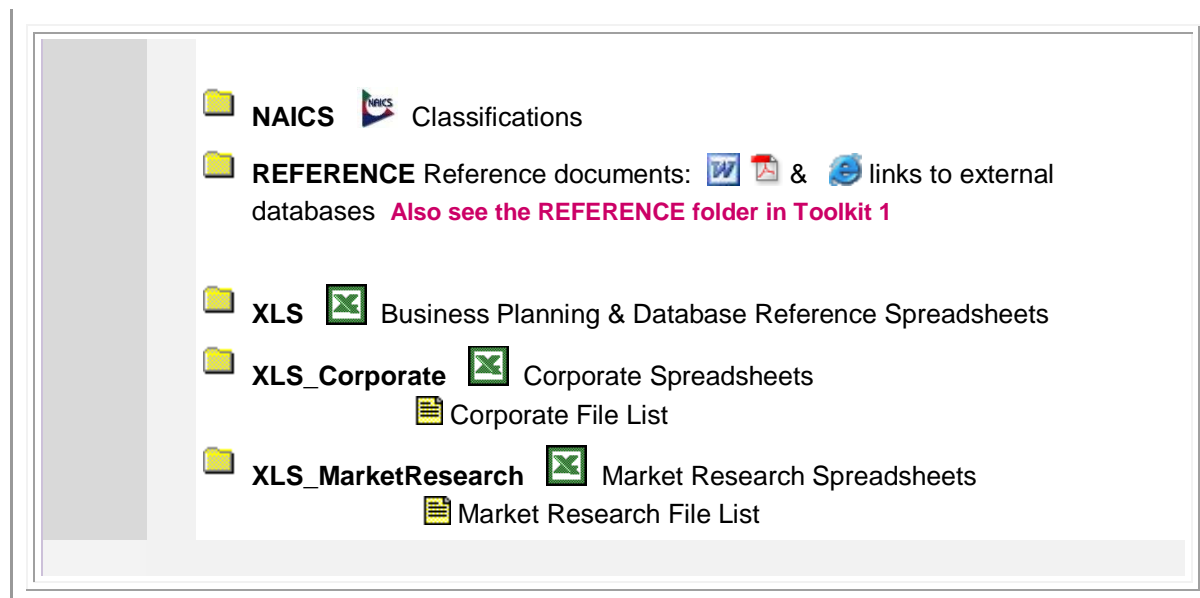 NAICS NAICS Classifications
REFERENCE Reference documents: W & links to external
databases Also see the REFERENCE folder in Toolkit 1
XLS Business Planning & Database Reference Spreadsheets
XLS_Corporate Corporate Spreadsheets
Corporate File List
XLS_MarketResearch Market Research Spreadsheets
Market Research File List